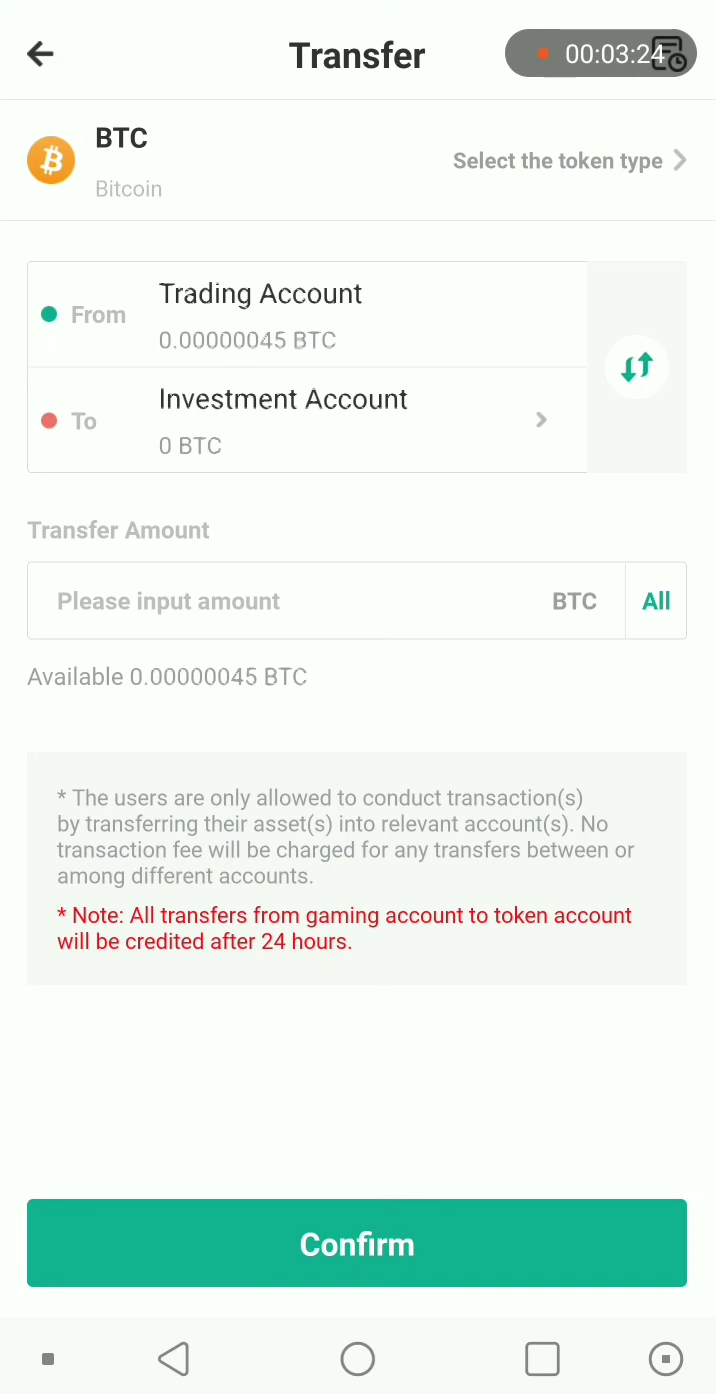 Transfer
00:03:24
BTC
Bitcoin
Select the token type
From
Trading Account
0.00000045 BTC
To
Investment Account
0 BTC
Transfer Amount
Please input amount
BTC
All
Available 0.00000045 BTC
* The users are only allowed to conduct transaction(s)
by transferring their asset(s) into relevant account(s). No
transaction fee will be charged for any transfers between or
among different accounts.
* Note: All transfers from gaming account to token account
will be credited after 24 hours.
Confirm